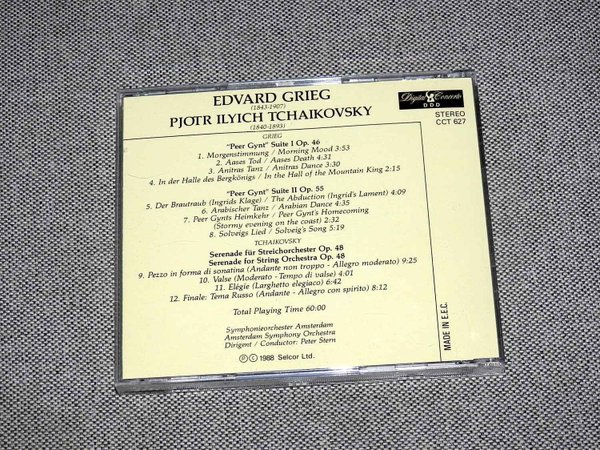 EDVARD GRIEG
(1843-1907)
PJOTR ILYICH TCHAIKOVSKY
(1840-1893)
Digital Concerto
DDD
STEREO
CCT 627
GRIEG
"Peer Gynt" Suite I Op. 46
1. Morgenstimmung / Morning Mood 3:53
2. Aases Tod / Aases Death 4:31
3. Anitras Tanz / Anitras Dance 3:30
4. In der Halle des Bergkönigs / In the Hall of the Mountain King 2:15
"Peer Gynt" Suite II Op. 55
5. Der Brautraub (Ingrids Klage) / The Abduction (Ingrid's Lament) 4:09
6. Arabischer Tanz / Arabian Dance 4:35
7. Peer Gynts Heimkehr / Peer Gynt's Homecoming
(Stormy evening on the coast) 2:32
8. Solveigs Lied / Solveig's Song 5:19
TCHAIKOVSKY
Serenade für Streichorchester Op. 48
Serenade for String Orchestra Op. 48
9. Pezzo in forma di sonatina (Andante non troppo - Allegro moderato) 9:25
10. Valse (Moderato - Tempo di valse) 4:01
11. Elégie (Larghetto elegiaco) 6:42
12. Finale: Tema Russo (Andante - Allegro con spirito) 8:12
Total Playing Time 60:00
Symphonieorchester Amsterdam
Amsterdam Symphony Orchestra
Dirigent / Conductor: Peter Stern
Ⓟ © 1988 Selcor Ltd.
MADE IN E.E.C.